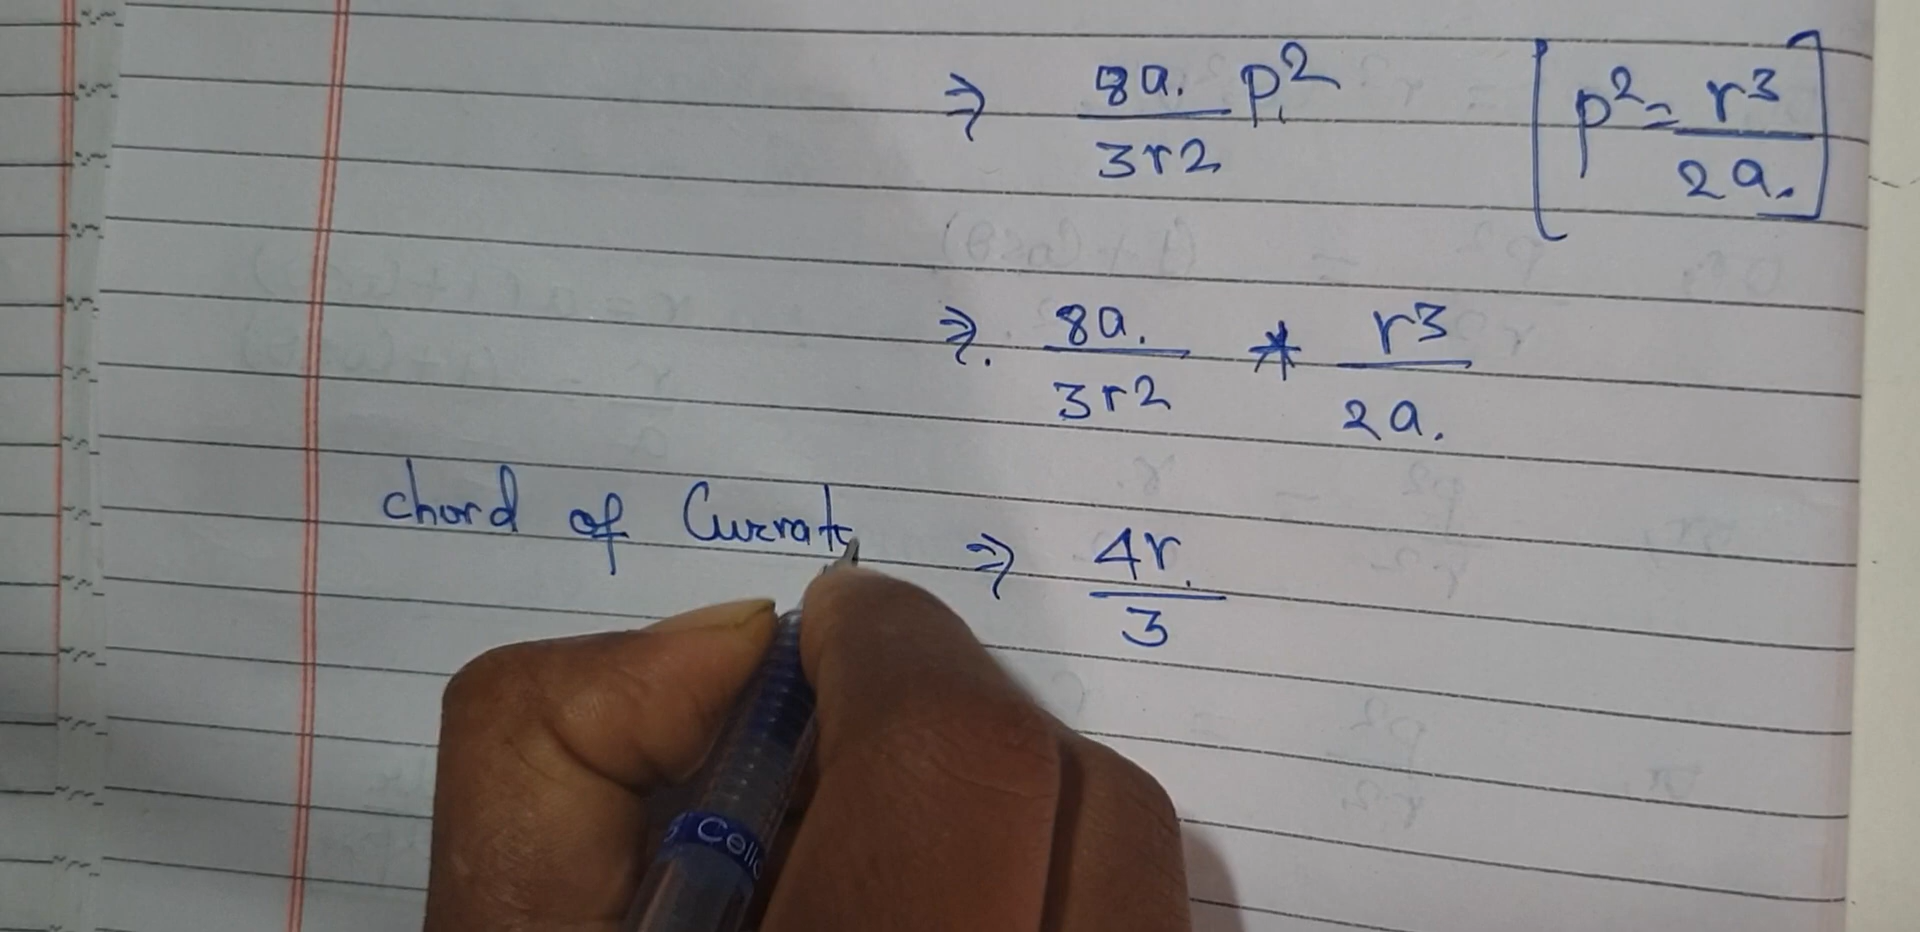 ⇒ 8a. / 3r2 p² [p² = r³ / 2a.]
⇒. 8a. / 3r2 * r³ / 2a.
chord of Curvat ⇒ 4r. / 3
Cello